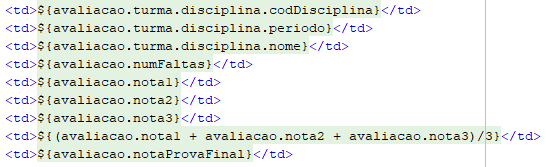 <td>${avaliacao.turma.disciplina.codDisciplina}</td>
<td>${avaliacao.turma.disciplina.periodo}</td>
<td>${avaliacao.turma.disciplina.nome}</td>
<td>${avaliacao.numFaltas}</td>
<td>${avaliacao.nota1}</td>
<td>${avaliacao.nota2}</td>
<td>${avaliacao.nota3}</td>
<td>${(avaliacao.nota1 + avaliacao.nota2 + avaliacao.nota3)/3}</td>
<td>${avaliacao.notaProvaFinal}</td>